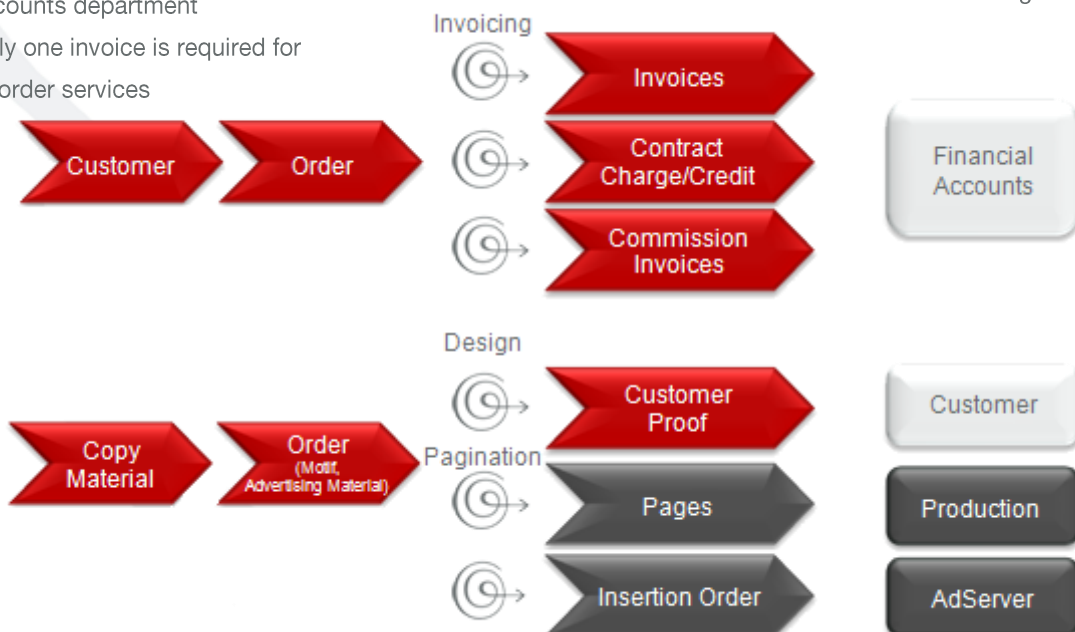 counts department
ly one invoice is required for
order services
Invoicing
Invoices
Customer
Order
Contract
Charge/Credit
Commission
Invoices
Financial
Accounts
Design
Customer
Proof
Customer
Copy
Material
Order
(Motif,
Advertising Material)
Pagination
Pages
Production
Insertion Order
AdServer